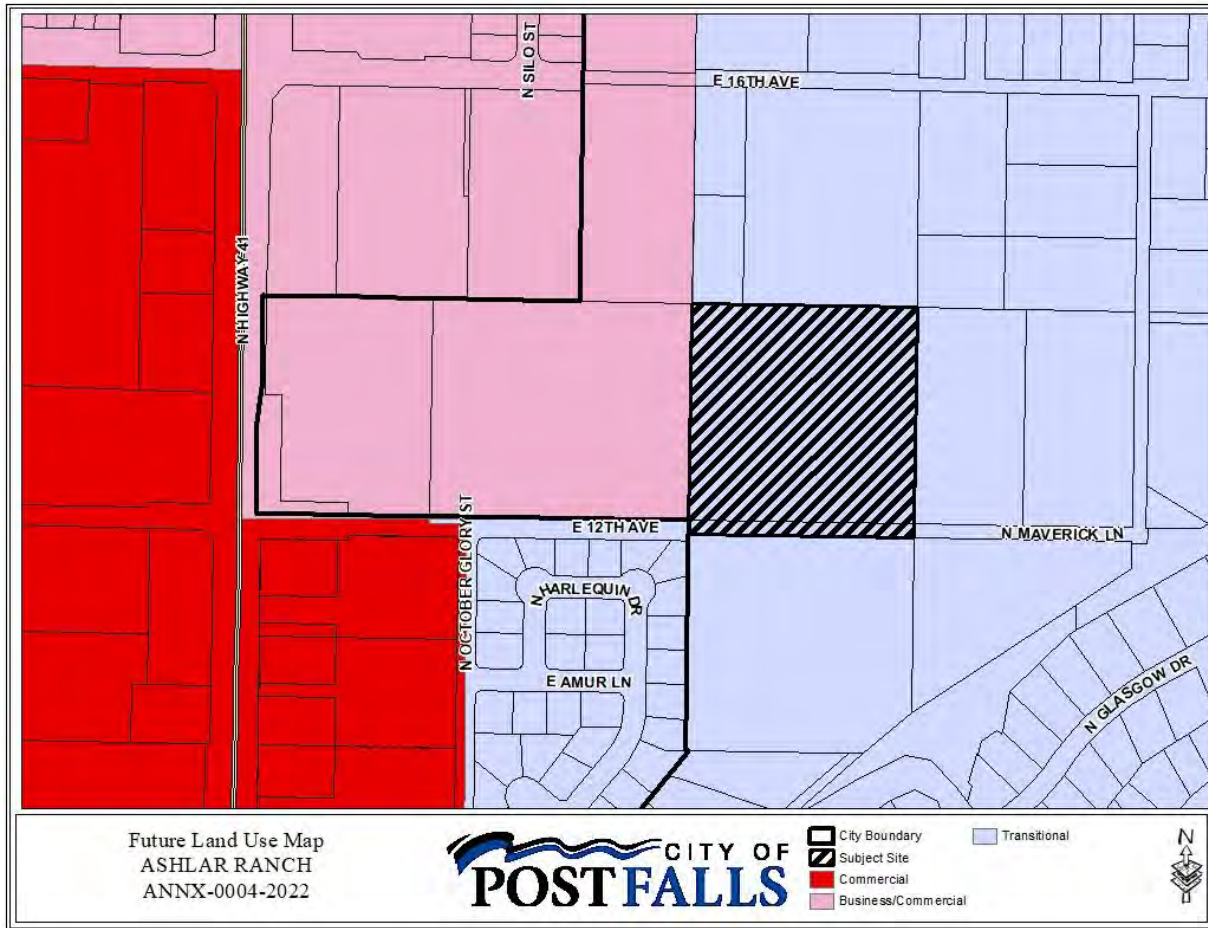 N SILO ST
E 16TH AVE
N HIGHWAY 41
N OCTOBER GLORY ST
E 12TH AVE
N MAVERICK LN
N HARLEQUIN DR
E AMUR LN
N GLASGOW DR
Future Land Use Map
ASHLAR RANCH
ANNX-0004-2022
CITY OF
POST FALLS
City Boundary
Subject Site
Commercial
Business/Commercial
Transitional
N